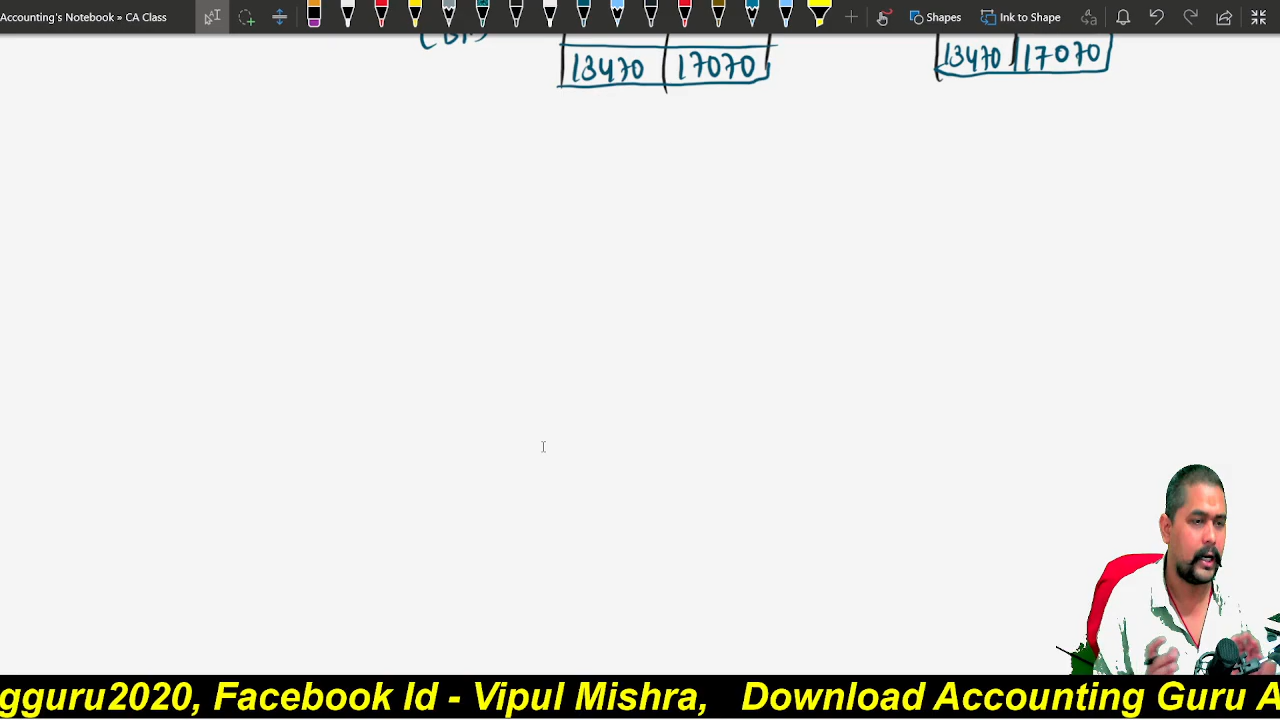 Accounting's Notebook » CA Class
Shapes
Ink to Shape
13470 17070
13470 17070
gguru2020, Facebook Id - Vipul Mishra, Download Accounting Guru A